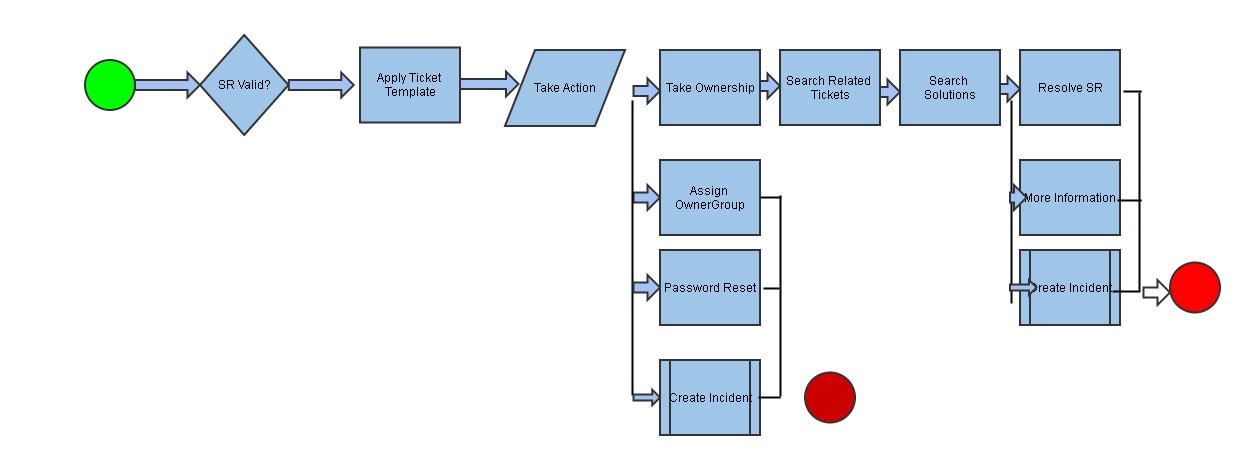 SR Valid?
Apply Ticket
Template
Take Action
Take Ownership
Search Related
Tickets
Search
Solutions
Resolve SR
Assign
OwnerGroup
More Information
Password Reset
Create Incident
Create Incident